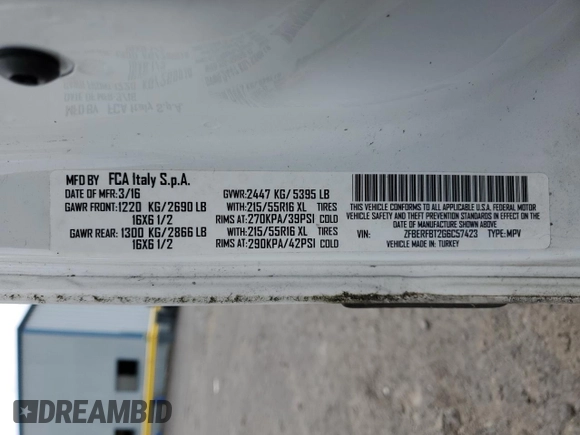 MFD BY FCA Italy S.p.A.
DATE OF MFR: 3/16 GVWR: 2447 KG/ 5395 LB
GAWR FRONT: 1220 KG/ 2690 LB WITH: 215/55R16 XL TIRES
16X6 1/2 RIMS AT: 270KPA/39PSI COLD
GAWR REAR: 1300 KG/ 2866 LB WITH: 215/55R16 XL TIRES
16X6 1/2 RIMS AT: 290KPA/42PSI COLD
THIS VEHICLE CONFORMS TO ALL APPLICABLE U.S.A. FEDERAL MOTOR
VEHICLE SAFETY AND THEFT PREVENTION STANDARDS IN EFFECT ON
THE DATE OF MANUFACTURE SHOWN ABOVE.
VIN: ZFBERFBT2G6C57423 TYPE: MPV
VEHICLE MADE IN: TURKEY
DREAMBID